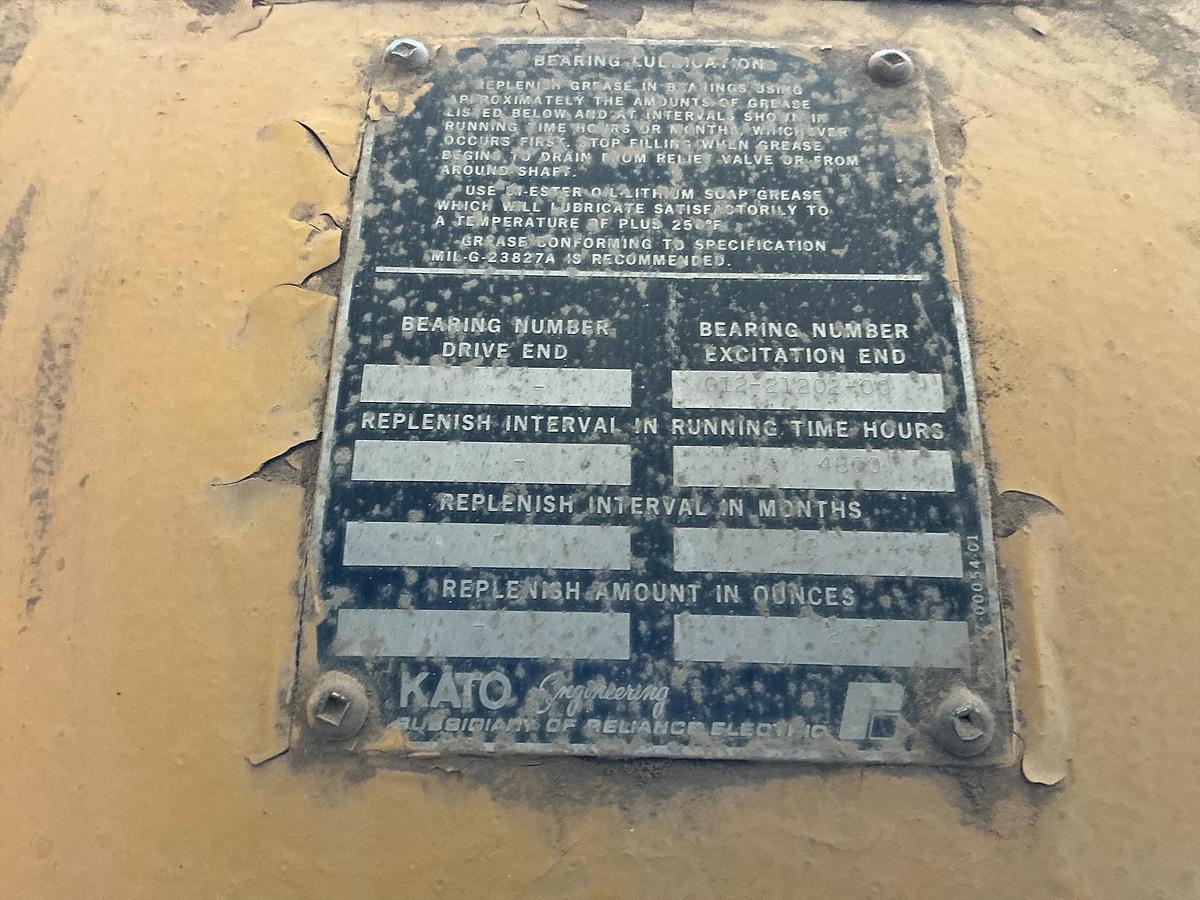 BEARING LUBRICATION
REPLENISH GREASE IN BEARINGS USING
APPROXIMATELY THE AMOUNTS OF GREASE
LISTED BELOW AND AT INTERVALS SHOWN IN
RUNNING TIME HOURS OR MONTHS, WHICHEVER
OCCURS FIRST. STOP FILLING WHEN GREASE
BEGINS TO DRAIN FROM RELIEF VALVE OR FROM
AROUND SHAFT.
USE DI-ESTER OIL-LITHIUM SOAP GREASE
WHICH WILL LUBRICATE SATISFACTORILY TO
A TEMPERATURE OF PLUS 250°F
GREASE CONFORMING TO SPECIFICATION
MIL-G-23827A IS RECOMMENDED.
BEARING NUMBER
DRIVE END
-
BEARING NUMBER
EXCITATION END
012-21202-00
REPLENISH INTERVAL IN RUNNING TIME HOURS
-
4800
REPLENISH INTERVAL IN MONTHS
-
12
REPLENISH AMOUNT IN OUNCES
-
2
KATO Engineering
SUBSIDIARY OF RELIANCE ELECTRIC